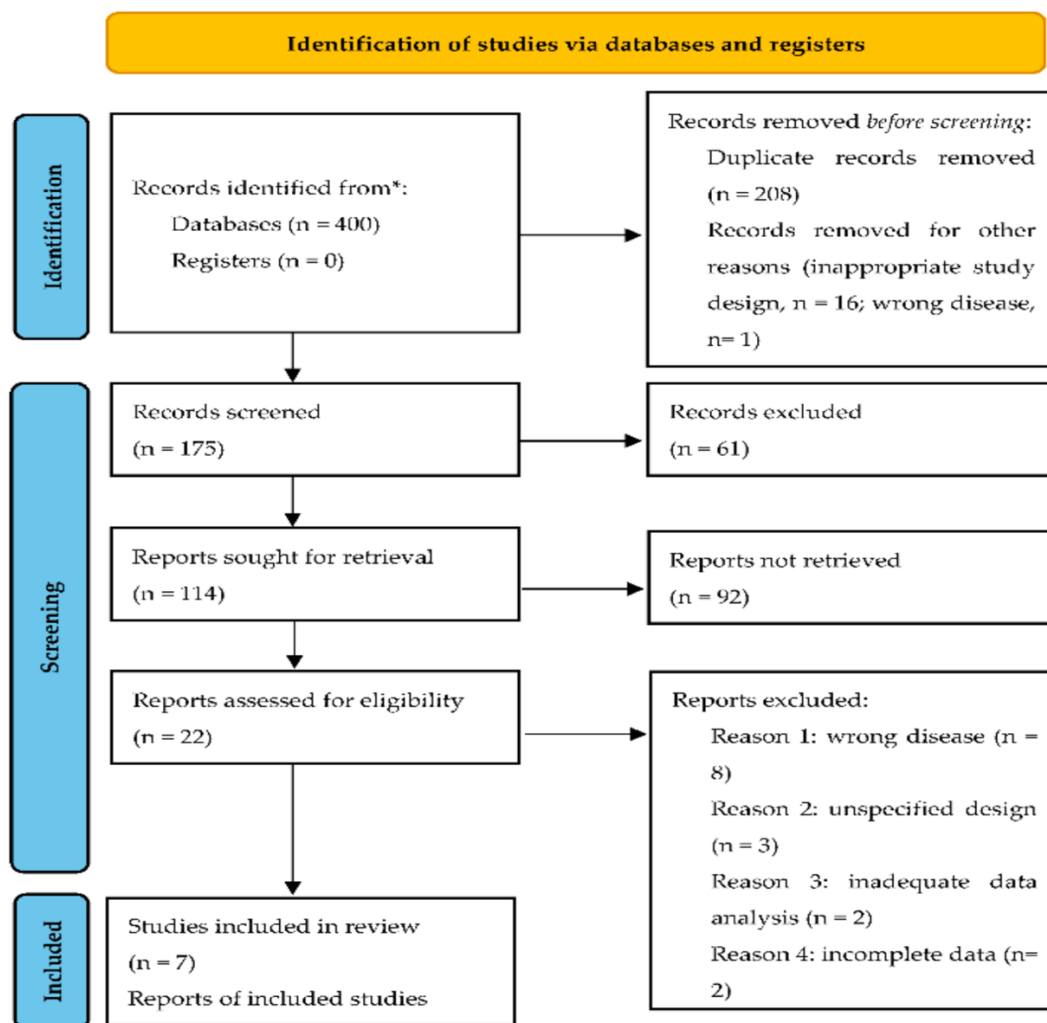 Identification of studies via databases and registers
Identification
Records identified from*:
Databases (n = 400)
Registers (n = 0)
Records removed before screening:
Duplicate records removed
(n = 208)
Records removed for other
reasons (inappropriate study
design, n = 16; wrong disease,
n= 1)
Screening
Records screened
(n = 175)
Records excluded
(n = 61)
Reports sought for retrieval
(n = 114)
Reports not retrieved
(n = 92)
Reports assessed for eligibility
(n = 22)
Reports excluded:
Reason 1: wrong disease (n =
8)
Reason 2: unspecified design
(n = 3)
Reason 3: inadequate data
analysis (n = 2)
Reason 4: incomplete data (n=
2)
Included
Studies included in review
(n = 7)
Reports of included studies